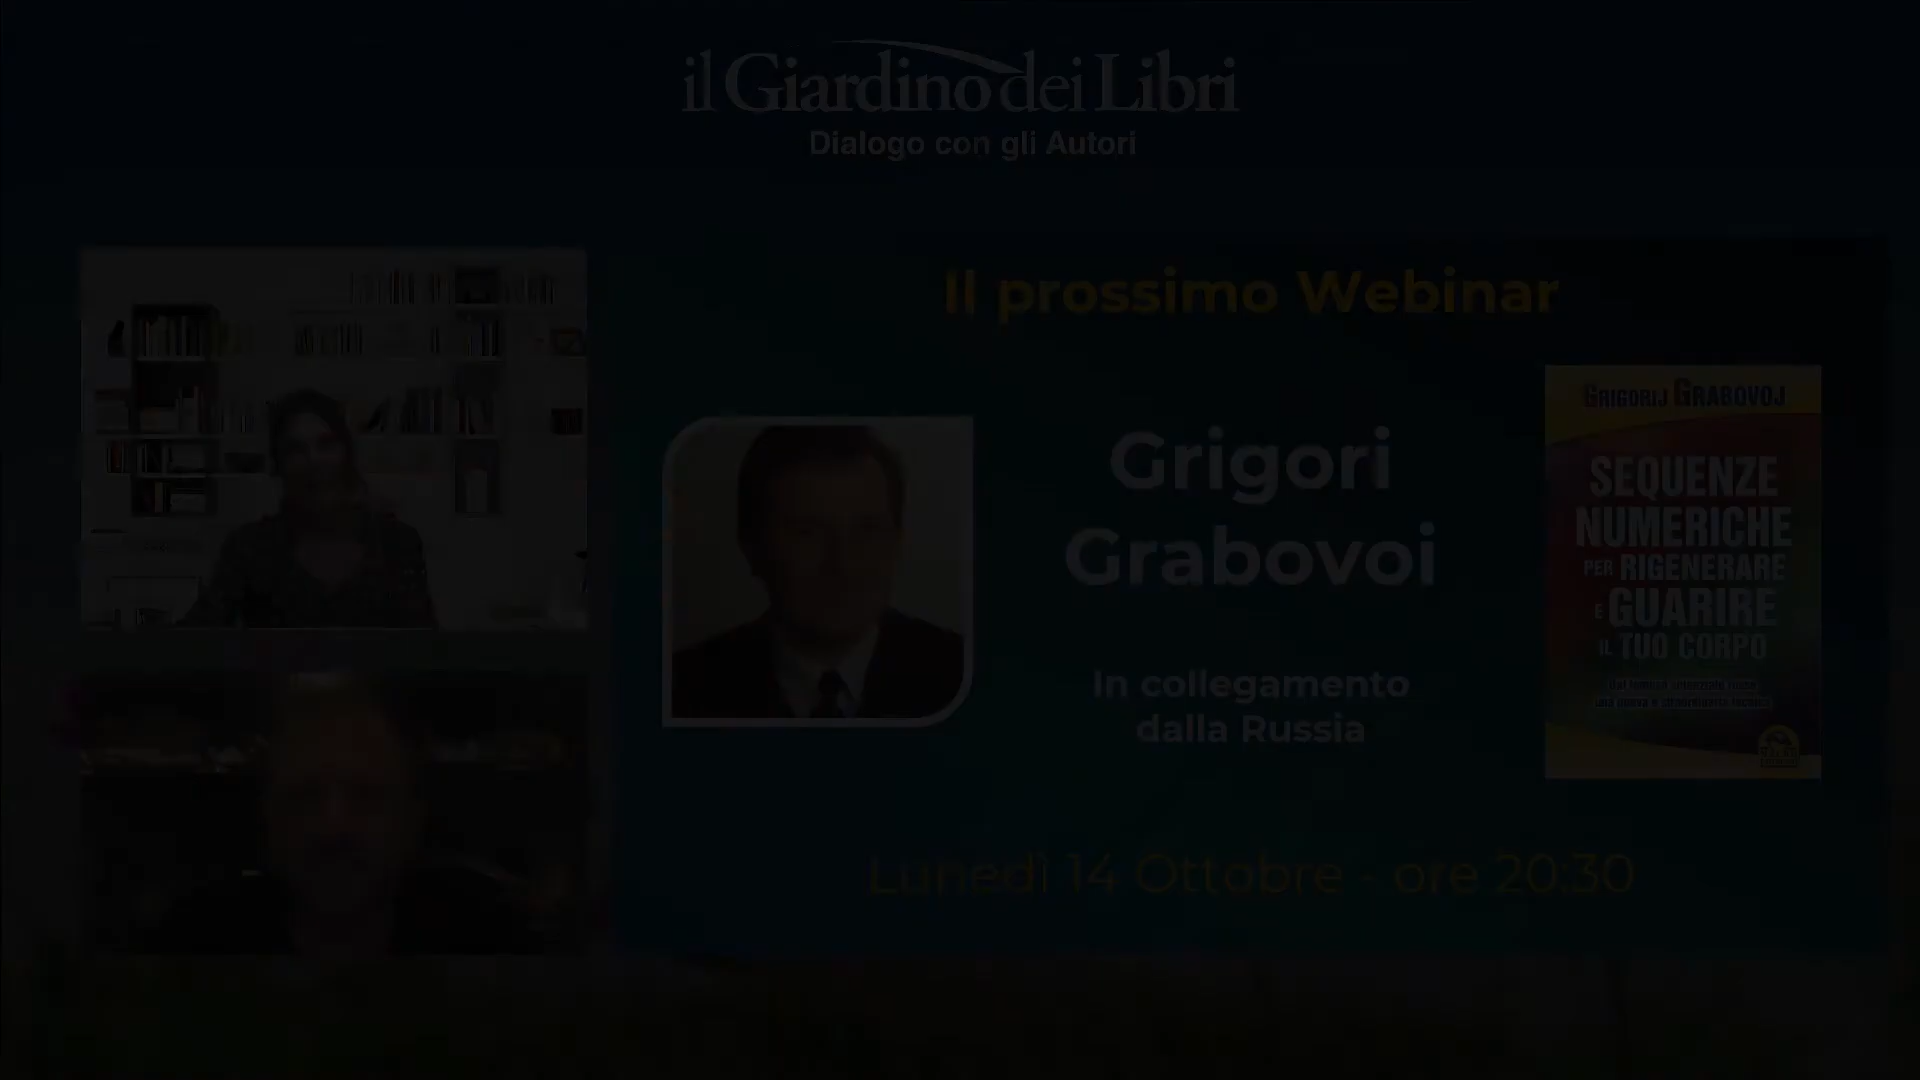 il Giardino dei Libri
Dialogo con gli Autori
Il prossimo Webinar
Grigori
Grabovoi
In collegamento
dalla Russia
Lunedì 14 Ottobre - ore 20:30
GRIGORIJ GRABOVOJ
SEQUENZE
NUMERICHE
PER RIGENERARE
E GUARIRE
IL TUO CORPO